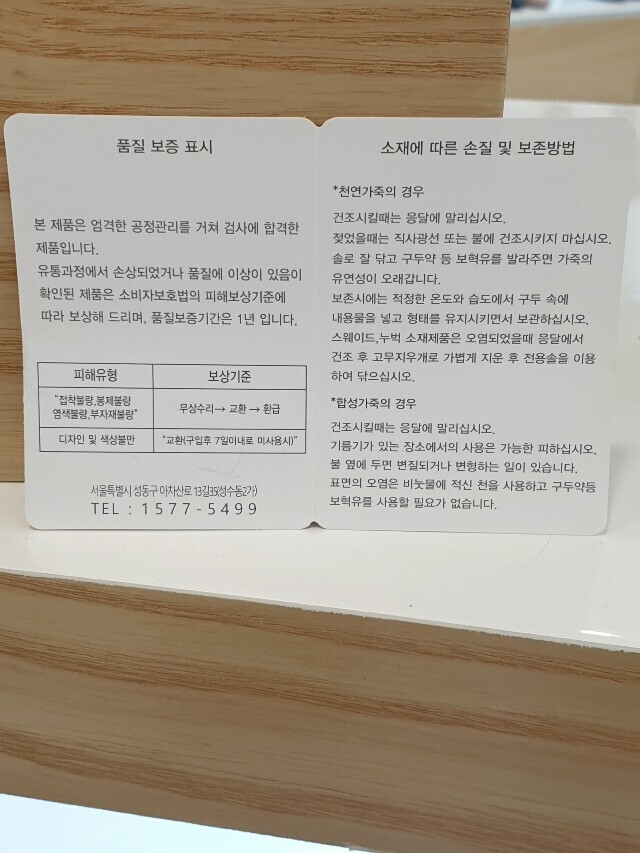 품질 보증 표시
본 제품은 엄격한 공정관리를 거쳐 검사에 합격한
제품입니다.
유통과정에서 손상되었거나 품질에 이상이 있음이
확인된 제품은 소비자보호법의 피해보상기준에
따라 보상해 드리며, 품질보증기간은 1년 입니다.
피해유형 보상기준
"접착불량,봉제불량
염색불량,부자재불량" 무상수리→ 교환 → 환급
디자인 및 색상불만 "교환(구입후 7일이내로 미사용시)"
서울특별시 성동구 아차산로 13길35(성수동2가)
TEL : 1577-5499
소재에 따른 손질 및 보존방법
*천연가죽의 경우
건조시킬때는 응달에 말리십시오.
젖었을때는 직사광선 또는 불에 건조시키지 마십시오.
솔로 잘 닦고 구두약 등 보혁유를 발라주면 가죽의
유연성이 오래갑니다.
보존시에는 적정한 온도와 습도에서 구두 속에
내용물을 넣고 형태를 유지시키면서 보관하십시오.
스웨이드,누벅 소재제품은 오염되었을때 응달에서
건조 후 고무지우개로 가볍게 지운 후 전용솔을 이용
하여 닦으십시오.
*합성가죽의 경우
건조시킬때는 응달에 말리십시오.
기름기가 있는 장소에서의 사용은 가능한 피하십시오.
불 옆에 두면 변질되거나 변형하는 일이 있습니다.
표면의 오염은 비눗물에 적신 천을 사용하고 구두약등
보혁유를 사용할 필요가 없습니다.